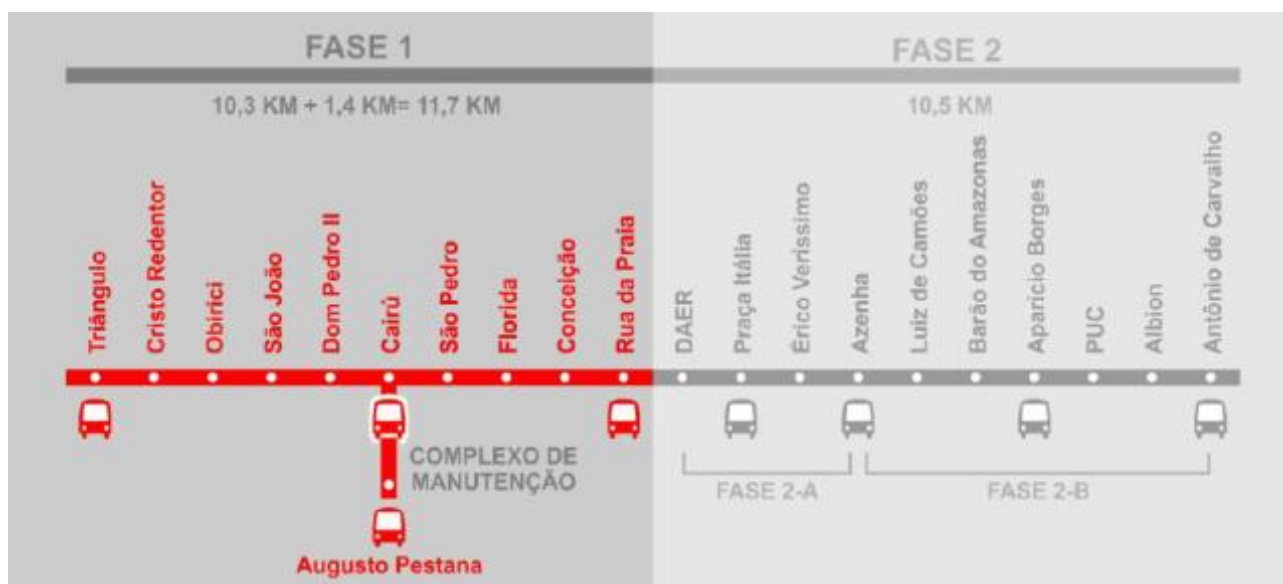 FASE 1
10,3 KM + 1,4 KM= 11,7 KM
FASE 2
10,5 KM
Triângulo
Cristo Redentor
Obirici
São João
Dom Pedro II
Cairú
São Pedro
Florida
Conceição
Rua da Praia
DAER
Praça Itália
Érico Veríssimo
Azenha
Luiz de Camões
Barão do Amazonas
Aparicio Borges
PUC
Albion
Antônio de Carvalho
COMPLEXO DE
MANUTENÇÃO
Augusto Pestana
FASE 2-A
FASE 2-B